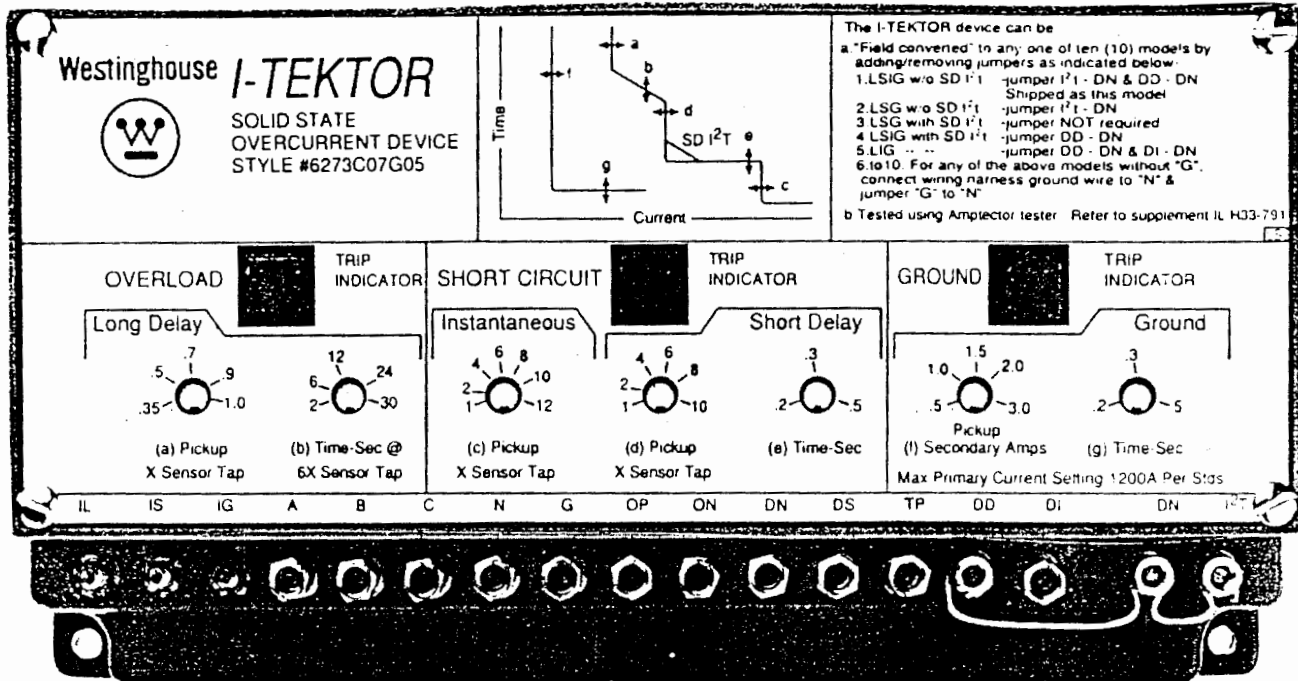 Westinghouse
I-TEKTOR
SOLID STATE
OVERCURRENT DEVICE
STYLE #6273C07G05
Time
Current
a
b
d
SD I²T
e
c
f
g
The I-TEKTOR device can be
a."Field converted" to any one of ten (10) models by
adding/removing jumpers as indicated below-
1.LSIG w/o SD I²t -jumper I²t - DN & DD - DN
Shipped as this model
2.LSG w/o SD I²t -jumper I²t - DN
3 LSG with SD I²t -jumper NOT required
4 LSIG with SD I²t -jumper DD - DN
5.LIG -- -- -jumper DD - DN & DI - DN
6.to10. For any of the above models without "G",
connect wiring harness ground wire to "N" &
jumper "G" to "N"
b Tested using Amptector tester Refer to supplement IL H33-791
OVERLOAD
TRIP
INDICATOR
Long Delay
.35 .5 .7 .9 1.0
(a) Pickup
X Sensor Tap
2 6 12 24 30
(b) Time-Sec @
6X Sensor Tap
SHORT CIRCUIT
TRIP
INDICATOR
Instantaneous
1 2 4 6 8 10 12
(c) Pickup
X Sensor Tap
Short Delay
1 2 4 6 8 10
(d) Pickup
X Sensor Tap
.2 .3 .5
(e) Time-Sec
GROUND
TRIP
INDICATOR
Ground
.5 1.0 1.5 2.0 3.0
Pickup
(f) Secondary Amps
.2 .3 5
(g) Time-Sec
Max Primary Current Setting 1200A Per Stds
IL IS IG A B C N G OP ON DN DS TP DD DI DN I²T